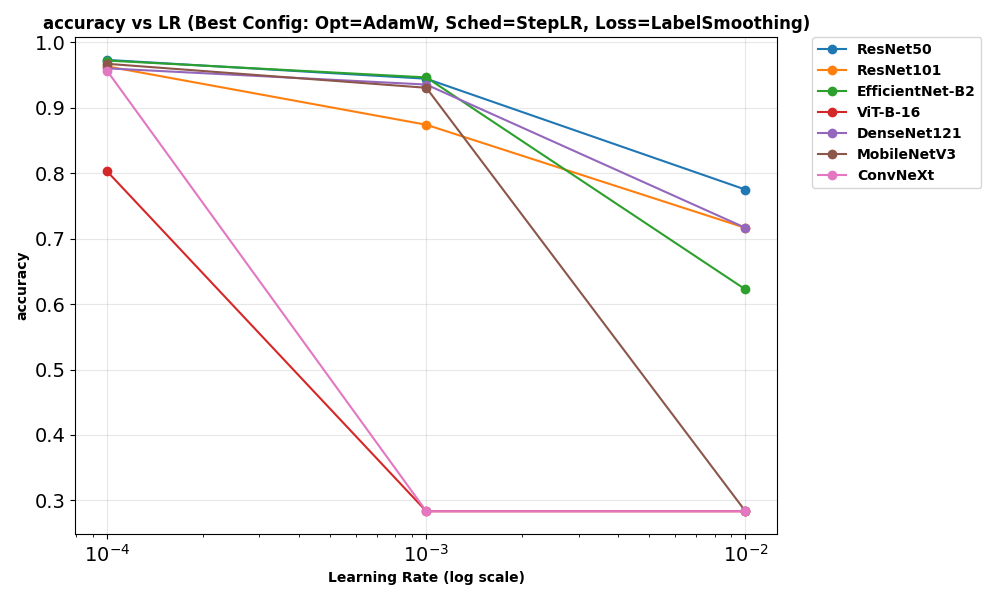 accuracy vs LR (Best Config: Opt=AdamW, Sched=StepLR, Loss=LabelSmoothing)
1.0
0.9
0.8
0.7
0.6
0.5
0.4
0.3
accuracy
10⁻⁴
10⁻³
10⁻²
Learning Rate (log scale)
ResNet50
ResNet101
EfficientNet-B2
ViT-B-16
DenseNet121
MobileNetV3
ConvNeXt